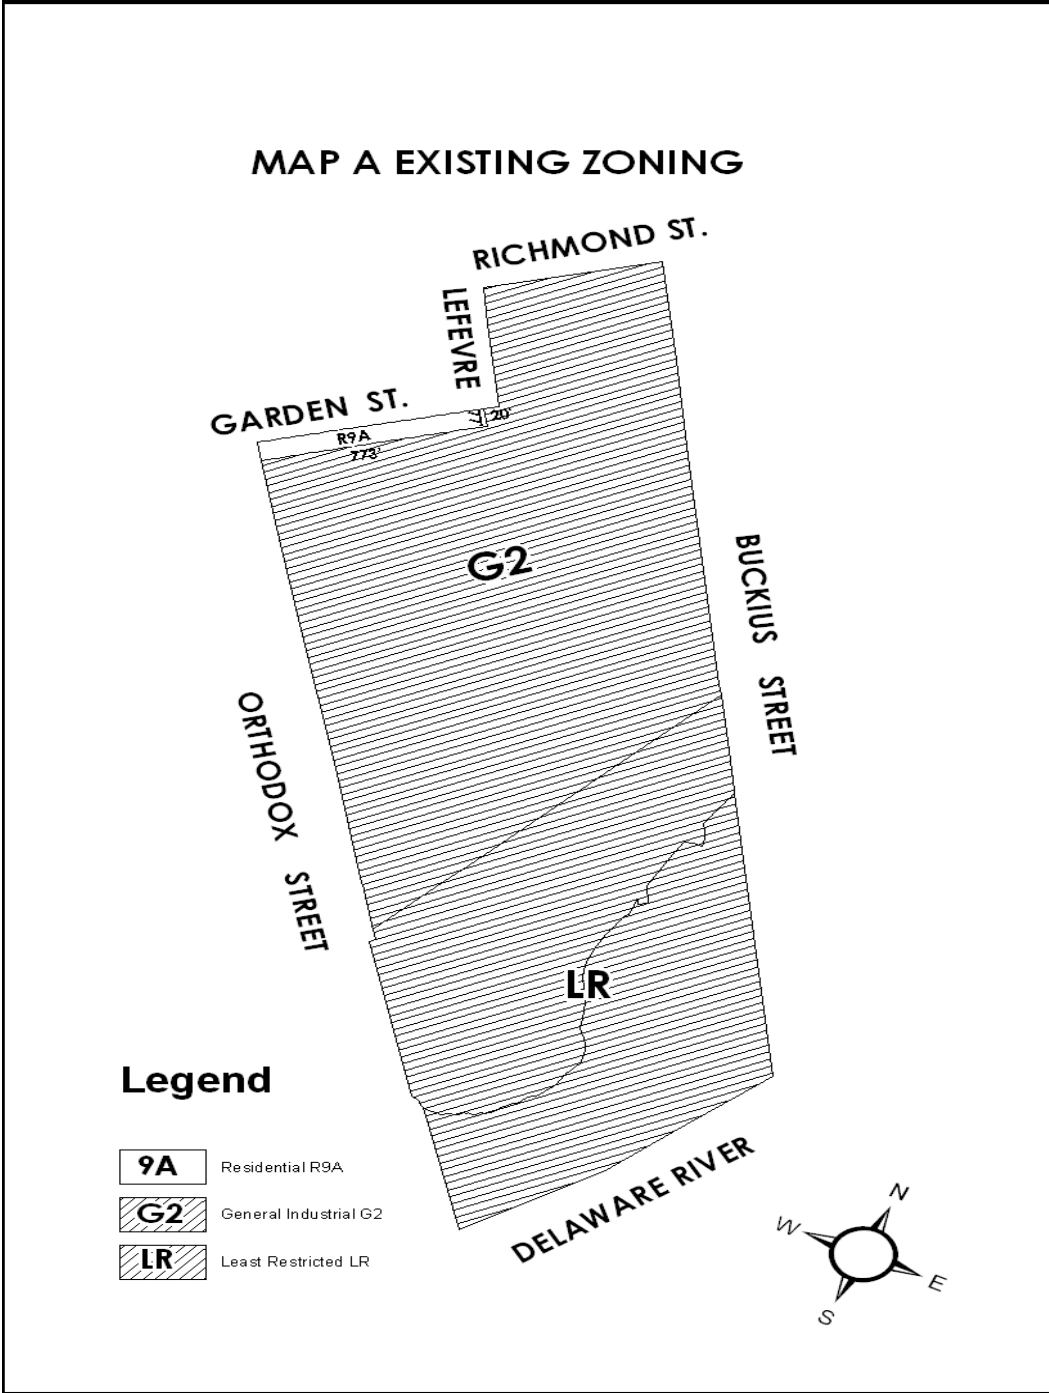 MAP A EXISTING ZONING
RICHMOND ST.
LEFEVRE
GARDEN ST.
20'
R9A
773'
G2
BUCKIUS STREET
ORTHODOX STREET
LR
Legend
9A Residential R9A
G2 General Industrial G2
LR Least Restricted LR
DELAWARE RIVER
N
W
E
S